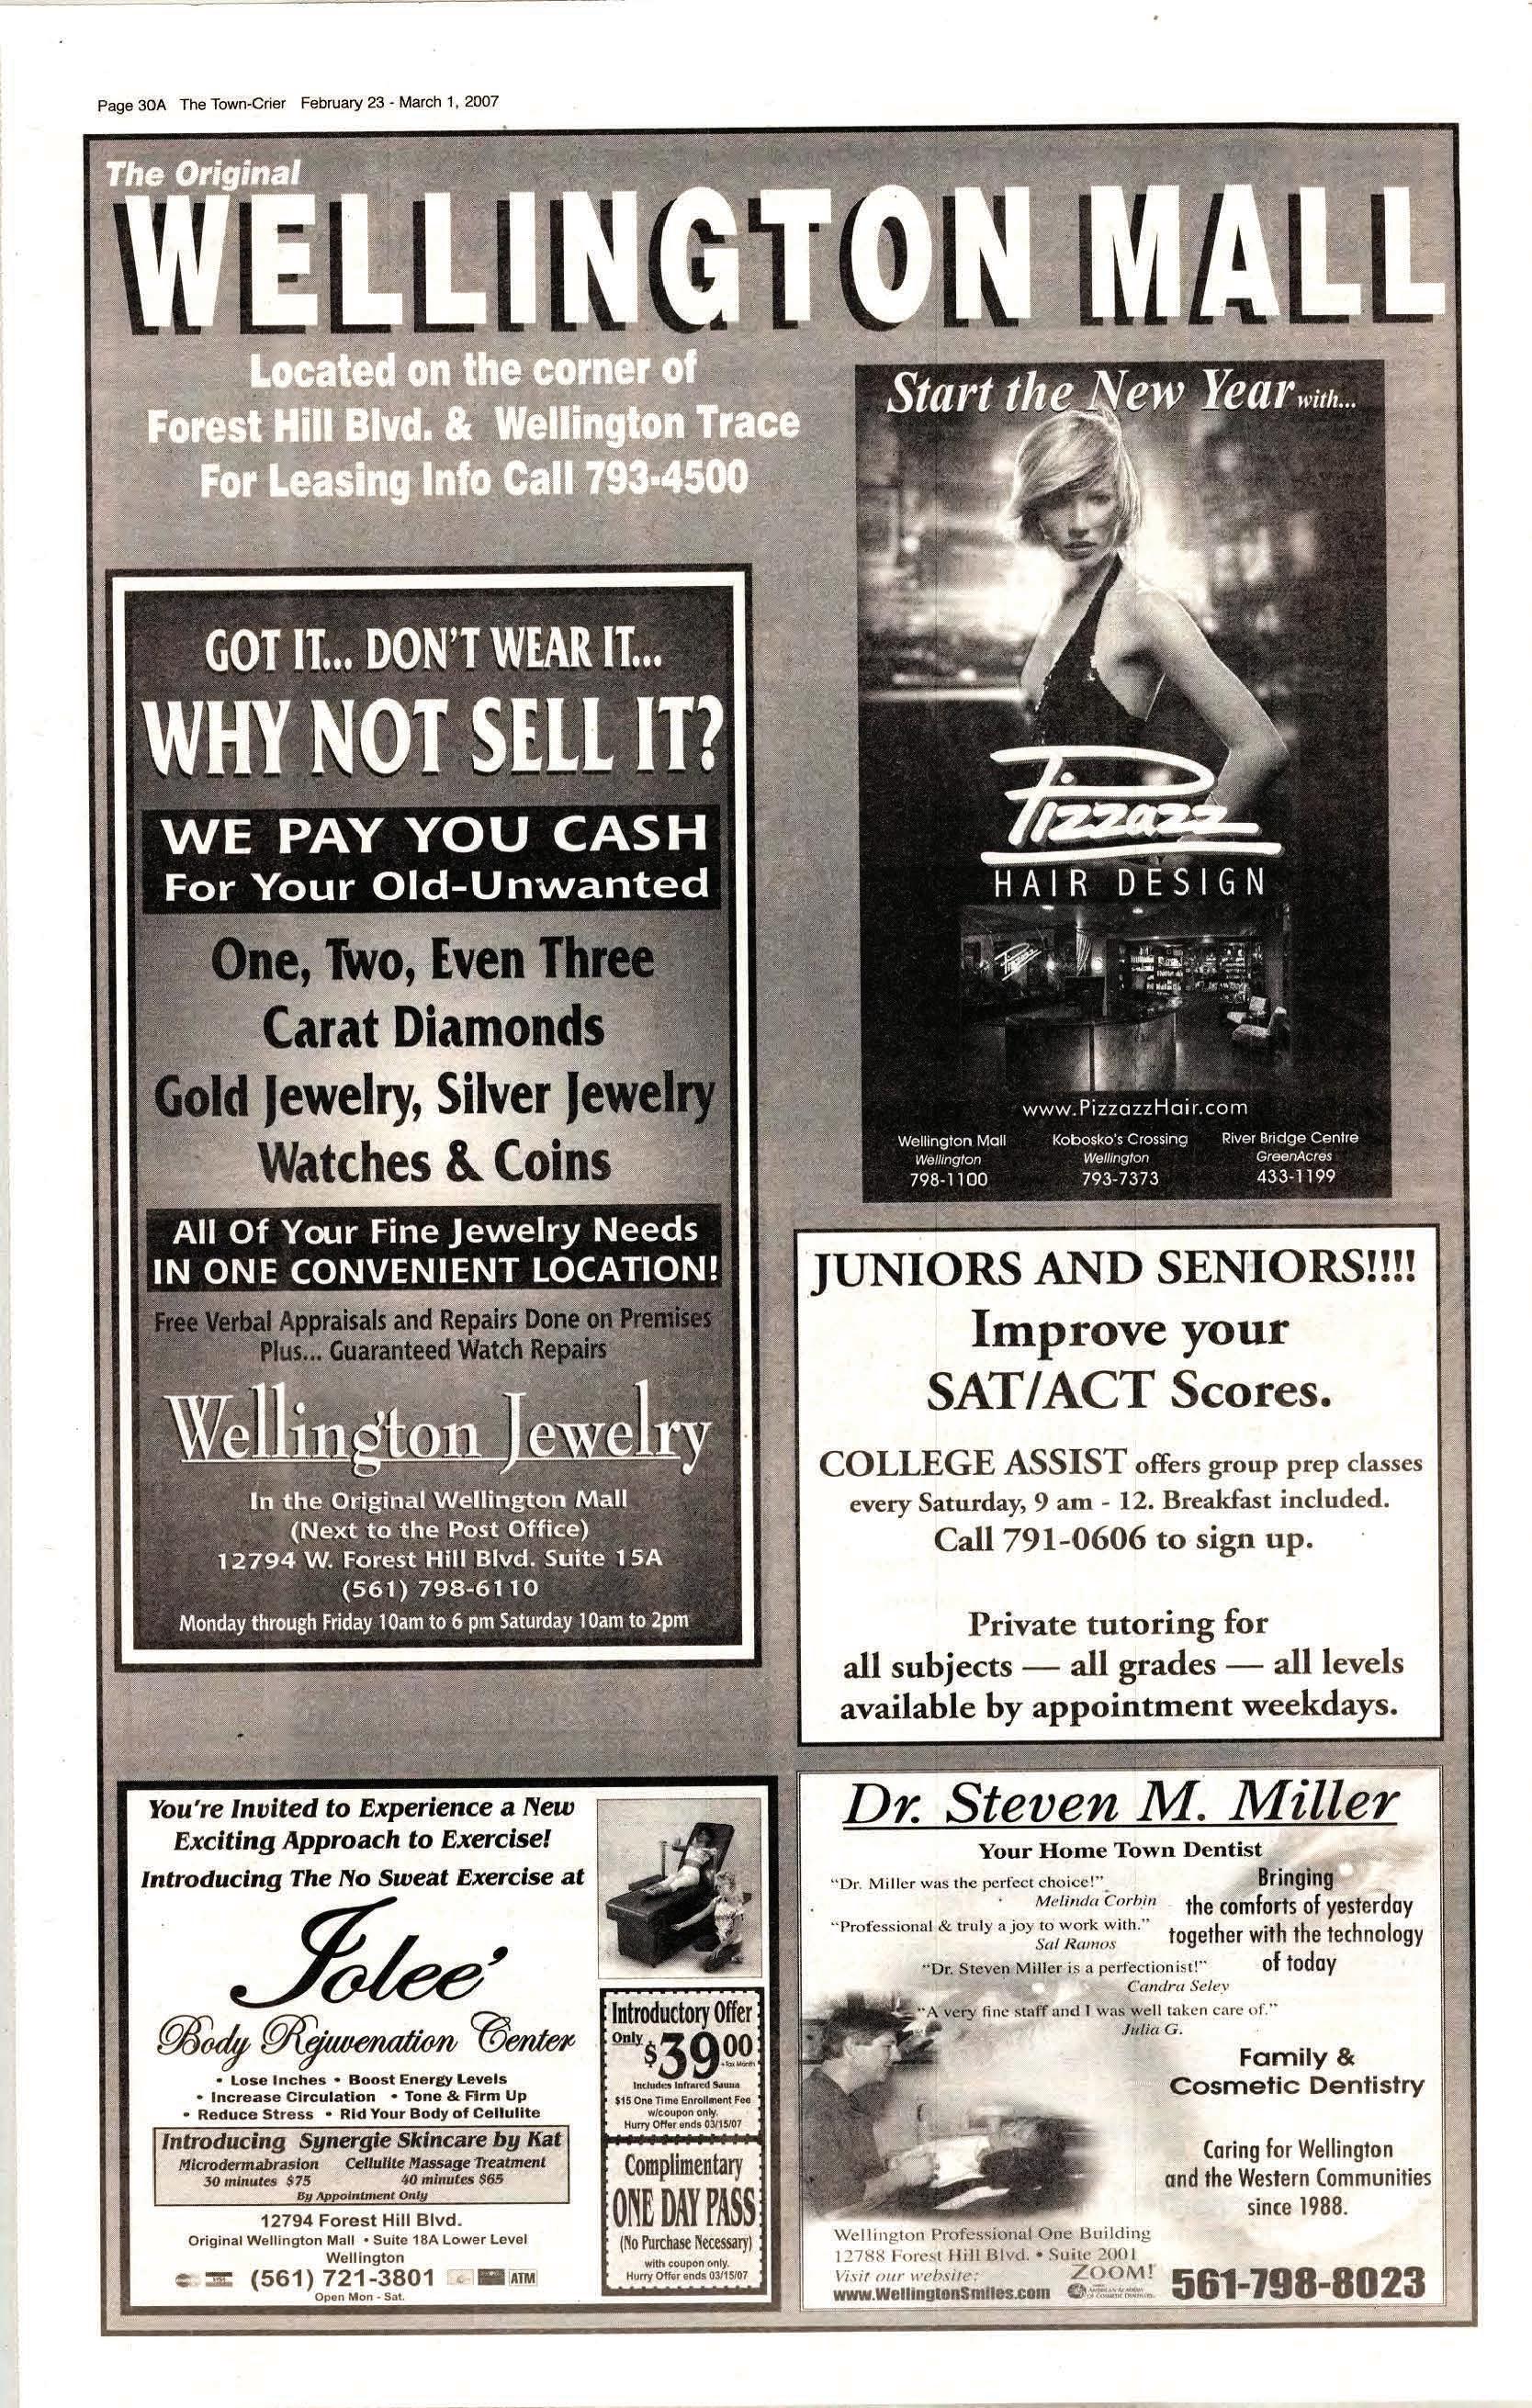 Page 30A The Town-Crier February 23 - March 1, 2007
The Original
WELLINGTON MALL
Located on the corner of
Forest Hill Blvd. & Wellington Trace
For Leasing Info Call 793-4500
GOT IT... DON'T WEAR IT...
WHY NOT SELL IT?
WE PAY YOU CASH
For Your Old-Unwanted
One, Two, Even Three
Carat Diamonds
Gold Jewelry, Silver Jewelry
Watches & Coins
All Of Your Fine Jewelry Needs
IN ONE CONVENIENT LOCATION!
Free Verbal Appraisals and Repairs Done on Premises
Plus... Guaranteed Watch Repairs
Wellington Jewelry
In the Original Wellington Mall
(Next to the Post Office)
12794 W. Forest Hill Blvd. Suite 15A
(561) 798-6110
Monday through Friday 10am to 6 pm Saturday 10am to 2pm
Start the New Year with...
Pizzazz
HAIR DESIGN
Pizzazz
www.PizzazzHair.com
Wellington Mall
Wellington
798-1100
Kobosko's Crossing
Wellington
793-7373
River Bridge Centre
GreenAcres
433-1199
JUNIORS AND SENIORS!!!!
Improve your
SAT/ACT Scores.
COLLEGE ASSIST offers group prep classes
every Saturday, 9 am - 12. Breakfast included.
Call 791-0606 to sign up.
Private tutoring for
all subjects — all grades — all levels
available by appointment weekdays.
You're Invited to Experience a New
Exciting Approach to Exercise!
Introducing The No Sweat Exercise at
Jolee'
Body Rejuvenation Center
• Lose Inches • Boost Energy Levels
• Increase Circulation • Tone & Firm Up
• Reduce Stress • Rid Your Body of Cellulite
Introducing Synergie Skincare by Kat
Microdermabrasion Cellulite Massage Treatment
30 minutes $75 40 minutes $65
By Appointment Only
12794 Forest Hill Blvd.
Original Wellington Mall • Suite 18A Lower Level
Wellington
(561) 721-3801 ATM
Open Mon - Sat.
Introductory Offer
Only $39.00
+Tax Month
Includes Infrared Sauna
$15 One Time Enrollment Fee
w/coupon only.
Hurry Offer ends 03/15/07
Complimentary
ONE DAY PASS
(No Purchase Necessary)
with coupon only.
Hurry Offer ends 03/15/07
Dr. Steven M. Miller
Your Home Town Dentist
"Dr. Miller was the perfect choice!"
Melinda Corbin
"Professional & truly a joy to work with."
Sal Ramos
"Dr. Steven Miller is a perfectionist!"
Candra Seley
"A very fine staff and I was well taken care of."
Julia G.
Bringing
the comforts of yesterday
together with the technology
of today
Family &
Cosmetic Dentistry
Caring for Wellington
and the Western Communities
since 1988.
Wellington Professional One Building
12788 Forest Hill Blvd. • Suite 2001
Visit our website: ZOOM!
www.WellingtonSmiles.com
561-798-8023